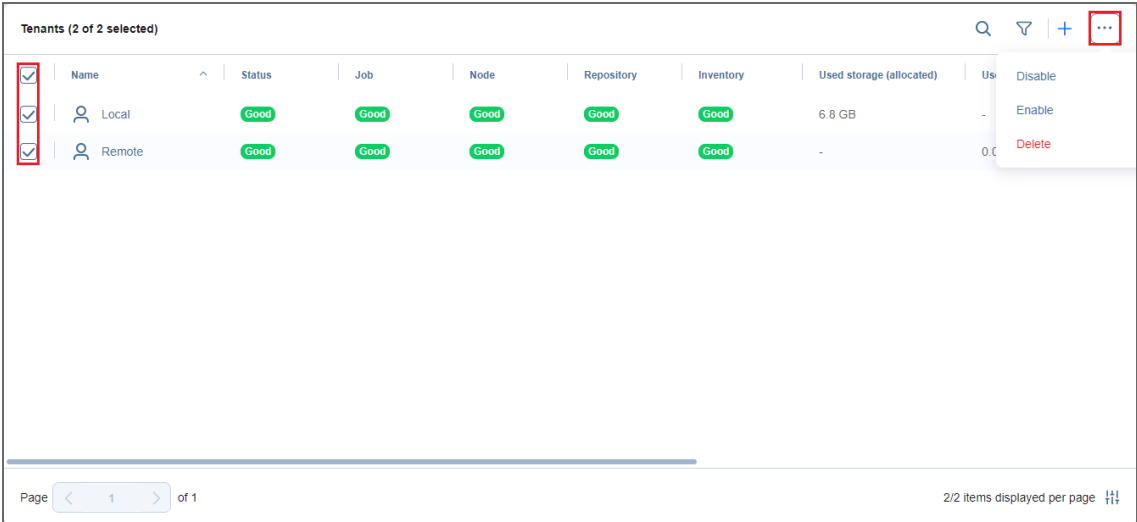 Tenants (2 of 2 selected)
Name Status Job Node Repository Inventory Used storage (allocated)
Disable
Local Good Good Good Good Good 6.8 GB -
Enable
Remote Good Good Good Good Good -
Delete
Page 1 of 1 2/2 items displayed per page